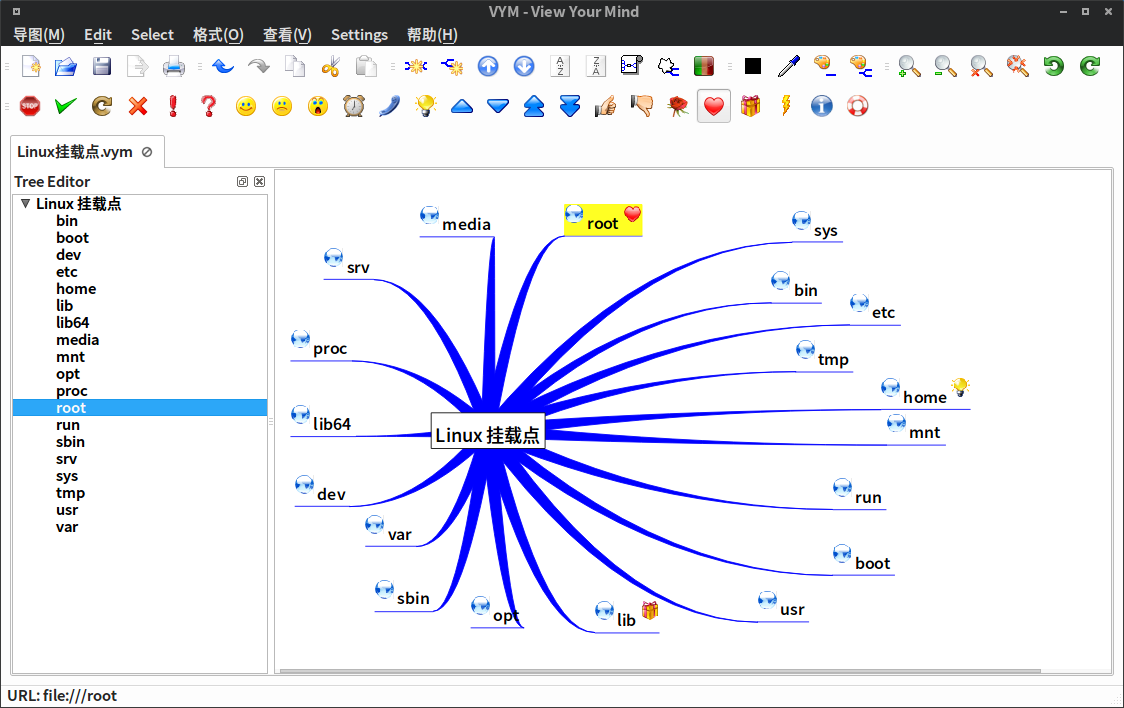 VYM - View Your Mind
导图(M) Edit Select 格式(O) 查看(V) Settings 帮助(H)
A Z Z A
STOP
Linux挂载点.vym
Tree Editor
Linux 挂载点
bin
boot
dev
etc
home
lib
lib64
media
mnt
opt
proc
root
run
sbin
srv
sys
tmp
usr
var
media
root
sys
srv
bin
etc
proc
tmp
home
lib64
Linux 挂载点
mnt
dev
run
var
boot
sbin
opt
lib
usr
URL: file:///root